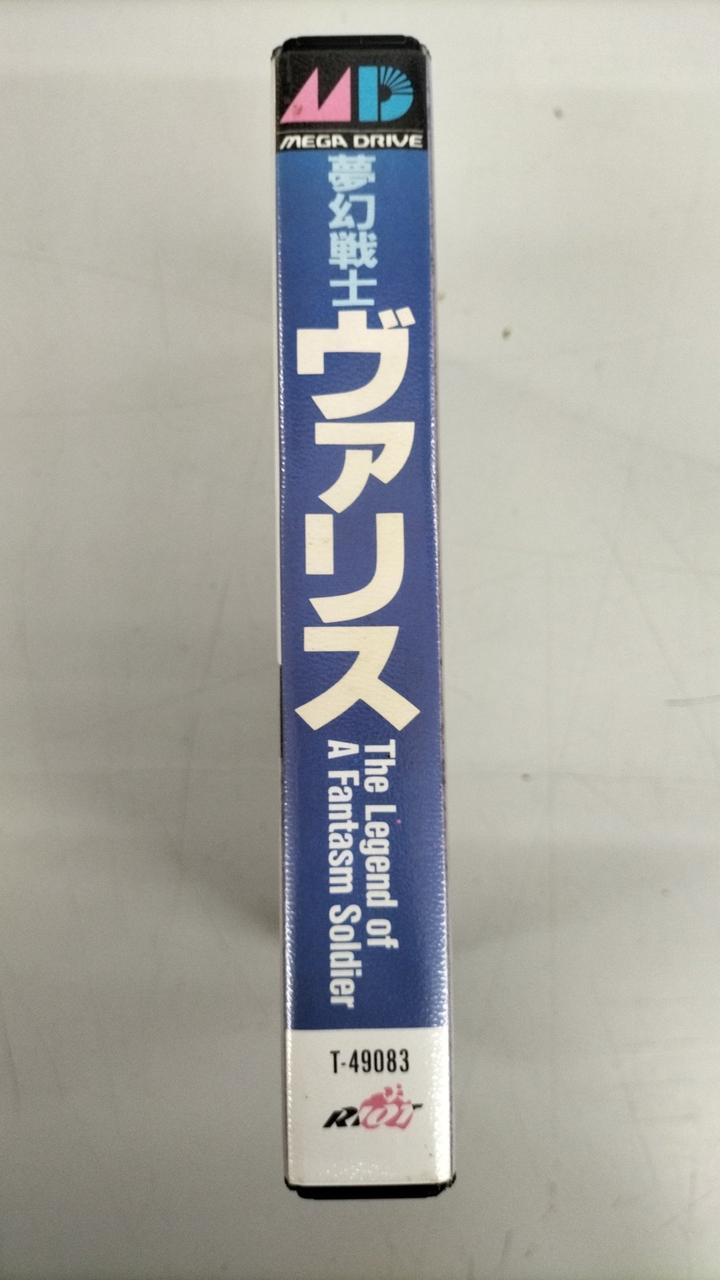 MD
MEGA DRIVE
夢幻戦士
ヴァリス
The Legend of
A Fantasm Soldier
T-49083
RIOT